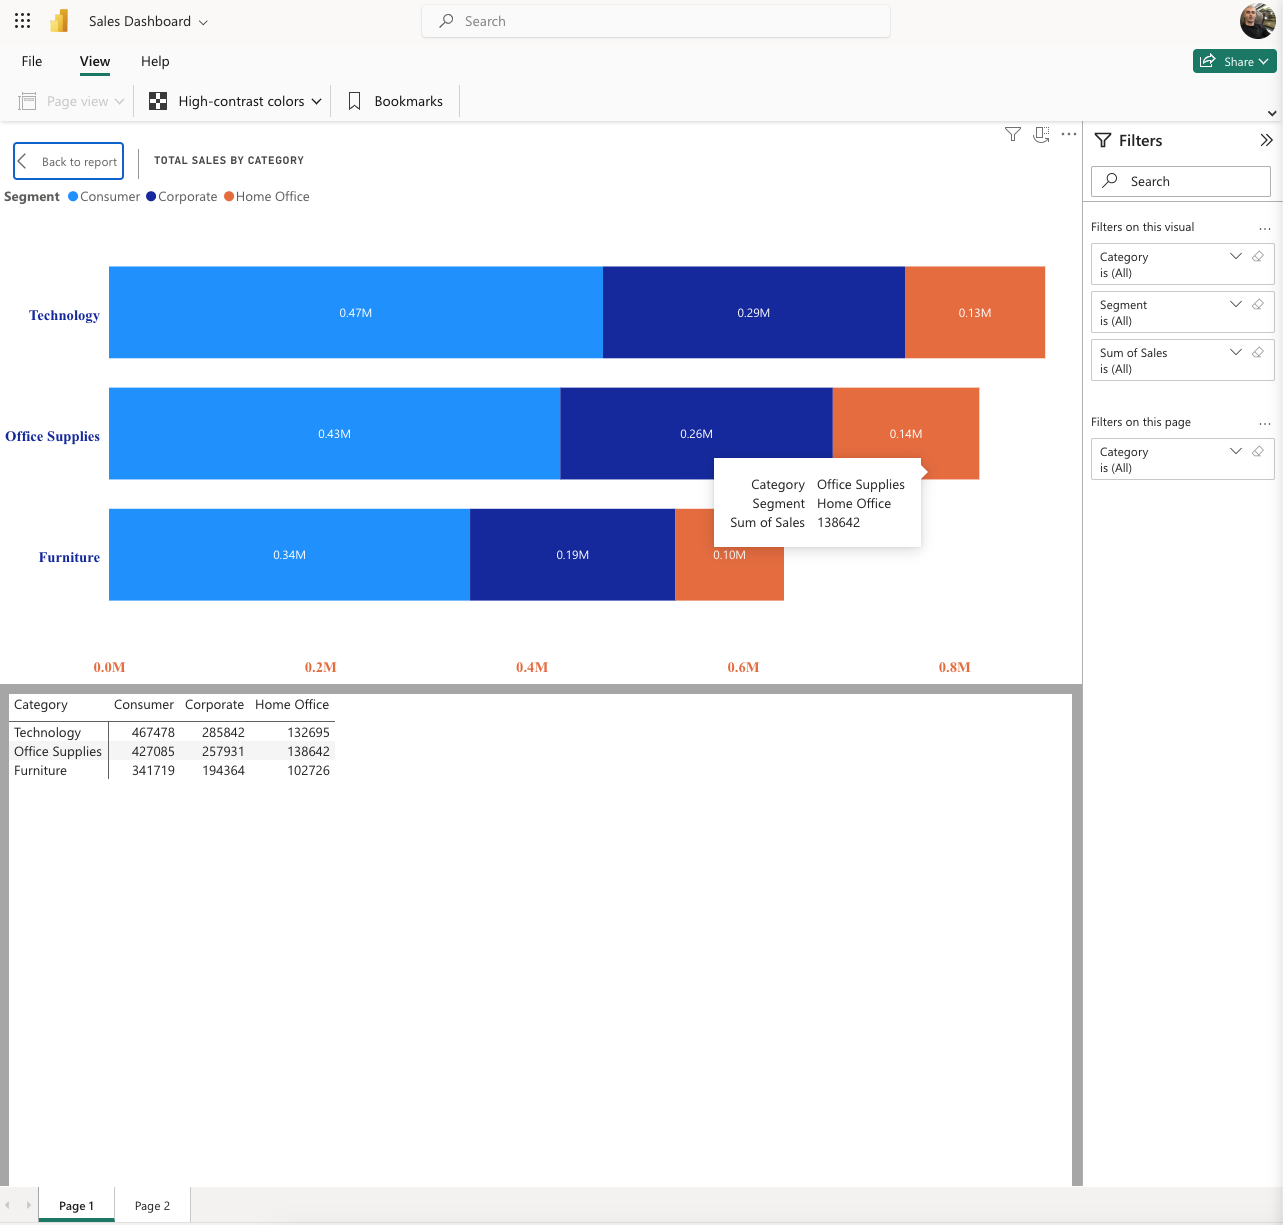 Sales Dashboard
Search
File View Help
Share
Page view High-contrast colors Bookmarks
Back to report TOTAL SALES BY CATEGORY
Segment Consumer Corporate Home Office
Technology 0.47M 0.29M 0.13M
Office Supplies 0.43M 0.26M 0.14M
Category Office Supplies
Segment Home Office
Sum of Sales 138642
Furniture 0.34M 0.19M 0.10M
0.0M 0.2M 0.4M 0.6M 0.8M
Category Consumer Corporate Home Office
Technology 467478 285842 132695
Office Supplies 427085 257931 138642
Furniture 341719 194364 102726
Filters
Search
Filters on this visual
Category
is (All)
Segment
is (All)
Sum of Sales
is (All)
Filters on this page
Category
is (All)
Page 1 Page 2